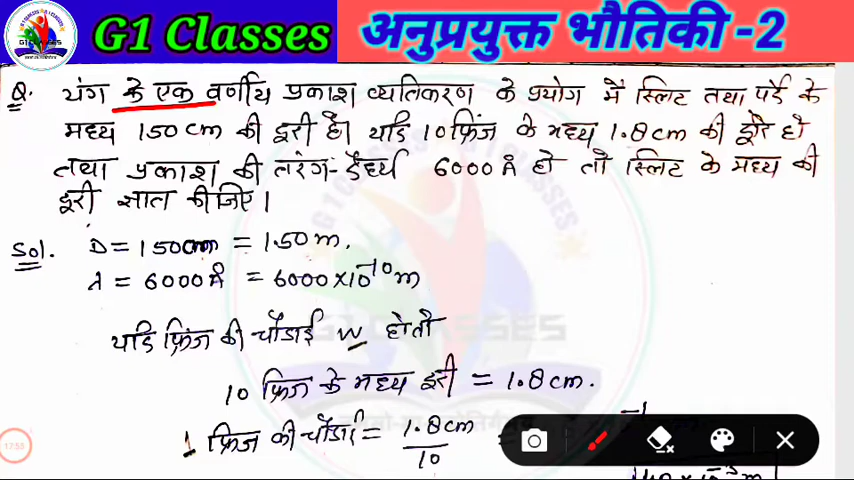 G1 Classes
अनुप्रयुक्त भौतिकी -2
Q. यंग के एक वर्णीय प्रकाश व्यतिकरण के प्रयोग मे स्लिट तथा पर्दे के
मध्य 150 cm की दूरी है। यदि 10 फ्रिंज के मध्य 1.8 cm की दूरी हो
तथा प्रकाश की तरंग-दैर्ध्य 6000 Å हो तो स्लिट के मध्य की
दूरी ज्ञात कीजिए।
Sol. D = 150 cm = 1.50 m.
λ = 6000 Å = 6000 × 10⁻¹⁰ m
यदि फ्रिंज की चौडाई W हो तो
10 फ्रिंज के मध्य दूरी = 1.8 cm.
1 फ्रिंज की चौडाई = 1.8 cm / 10 =
17:53